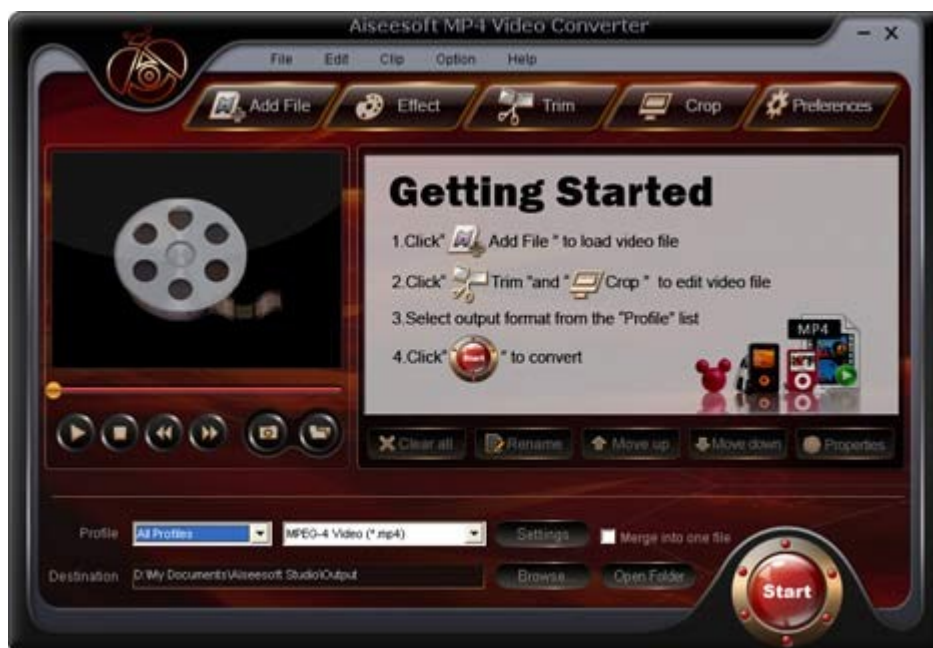 Aiseesoft MP4 Video Converter
File Edit Clip Option Help
Add File Effect Trim Crop Preferences
Getting Started
1.Click" Add File " to load video file
2.Click" Trim "and " Crop " to edit video file
3.Select output format from the "Profile" list
4.Click" Start " to convert
MP4
Clear all Rename Move up Move down Properties
Profile All Profiles MPEG-4 Video (*.mp4) Settings Merge into one file
Destination D:\My Documents\Aiseesoft Studio\Output Browse Open Folder
Start